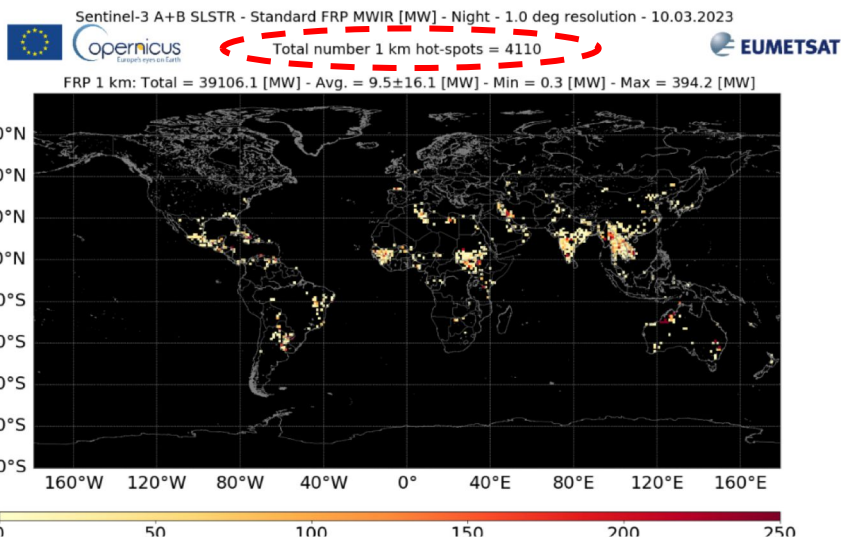 Sentinel-3 A+B SLSTR - Standard FRP MWIR [MW] - Night - 1.0 deg resolution - 10.03.2023
opernicus
Europe's eyes on Earth
Total number 1 km hot-spots = 4110
EUMETSAT
FRP 1 km: Total = 39106.1 [MW] - Avg. = 9.5±16.1 [MW] - Min = 0.3 [MW] - Max = 394.2 [MW]
0°N
0°N
0°N
0°N
0°S
0°S
0°S
0°S
0°S
160°W 120°W 80°W 40°W 0° 40°E 80°E 120°E 160°E
0 50 100 150 200 250